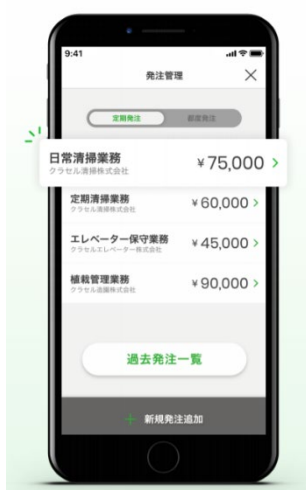 9:41
発注管理
定期発注
都度発注
日常清掃業務
クラセル清掃株式会社
¥75,000
定期清掃業務
クラセル清掃株式会社
¥60,000
エレベーター保守業務
クラセルエレベーター株式会社
¥45,000
植栽管理業務
クラセル造園株式会社
¥90,000
過去発注一覧
新規発注追加